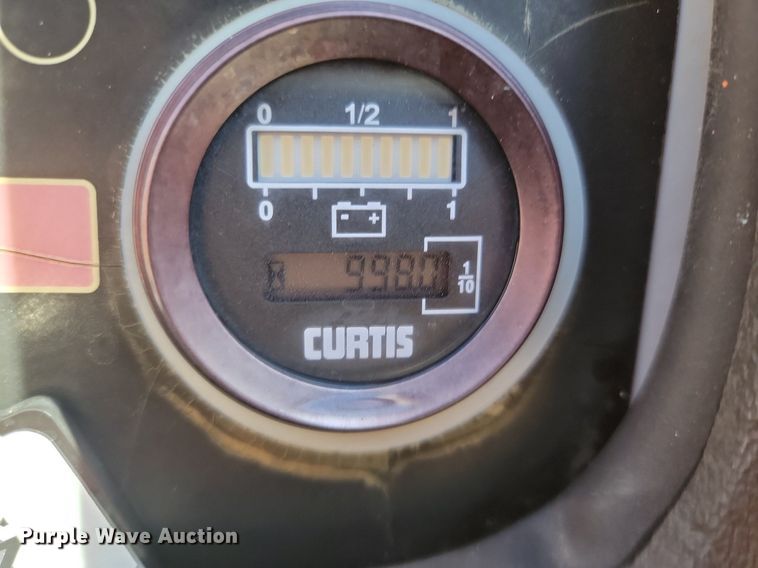 0 1/2 1
0 1
- +
998.0
1/10
CURTIS
Purple Wave Auction